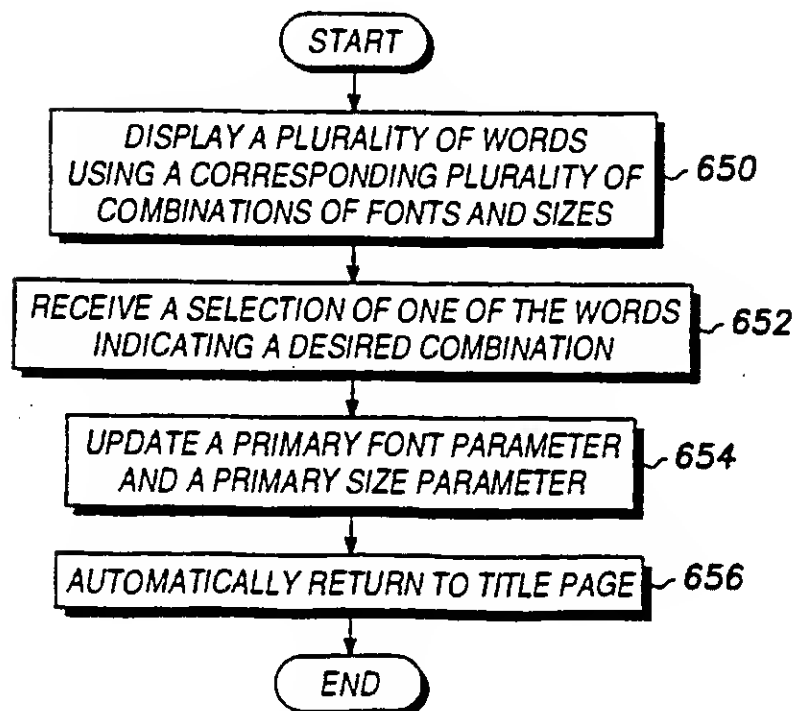 START
DISPLAY A PLURALITY OF WORDS
USING A CORRESPONDING PLURALITY OF
COMBINATIONS OF FONTS AND SIZES
650
RECEIVE A SELECTION OF ONE OF THE WORDS
INDICATING A DESIRED COMBINATION
652
UPDATE A PRIMARY FONT PARAMETER
AND A PRIMARY SIZE PARAMETER
654
AUTOMATICALLY RETURN TO TITLE PAGE
656
END